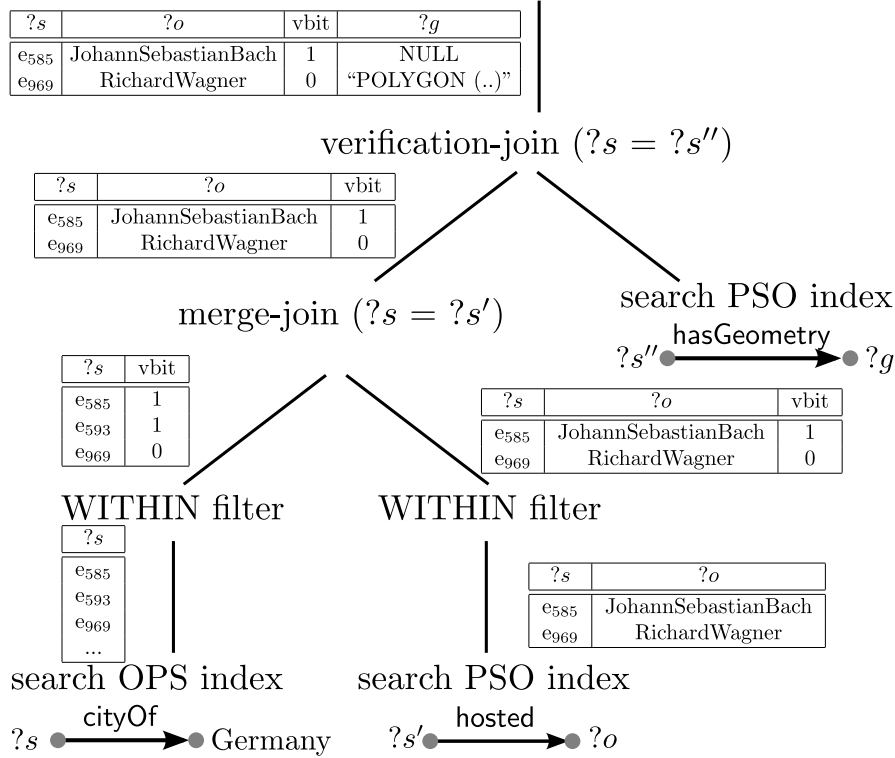 ?s ?o vbit ?g
e585 JohannSebastianBach 1 NULL
e969 RichardWagner 0 “POLYGON (..)”
verification-join (?s = ?s′′)
?s ?o vbit
e585 JohannSebastianBach 1
e969 RichardWagner 0
search PSO index
hasGeometry
?s′′ ?g
merge-join (?s = ?s′)
?s vbit
e585 1
e593 1
e969 0
?s ?o vbit
e585 JohannSebastianBach 1
e969 RichardWagner 0
WITHIN filter
WITHIN filter
?s
e585
e593
e969
...
?s ?o
e585 JohannSebastianBach
e969 RichardWagner
search OPS index
cityOf
?s Germany
search PSO index
hosted
?s′ ?o